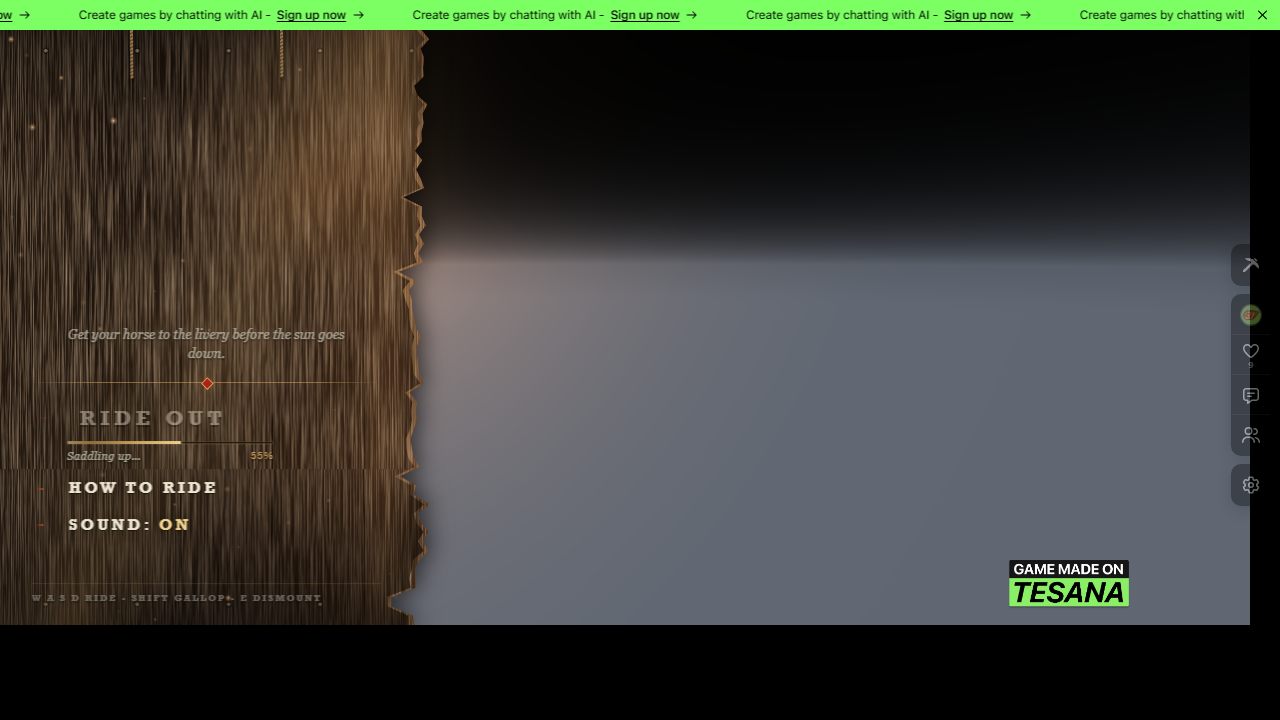 ow →
Create games by chatting with AI - Sign up now →
Create games by chatting with AI - Sign up now →
Create games by chatting with AI - Sign up now →
Create games by chatting wit
Get your horse to the livery before the sun goes
down.
RIDE OUT
Saddling up...
55%
HOW TO RIDE
SOUND: ON
W A S D RIDE - SHIFT GALLOP - E DISMOUNT
9
GAME MADE ON
TESANA